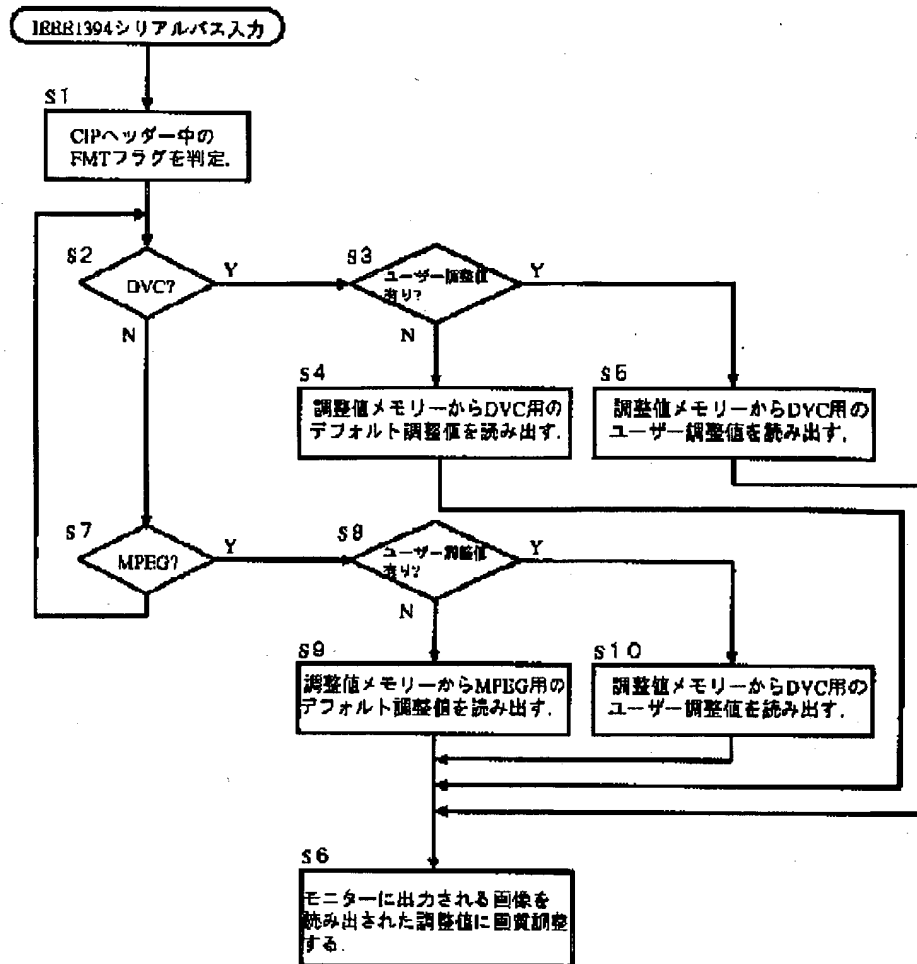 IEEE1394シリアルバス入力
S1
CIPヘッダー中の
FMTフラグを判定.
S2
DVC?
Y
N
S3
ユーザー調整値
有り?
Y
N
S4
調整値メモリーからDVC用の
デフォルト調整値を読み出す.
S5
調整値メモリーからDVC用の
ユーザー調整値を読み出す.
S7
MPEG?
Y
S8
ユーザー調整値
有り?
Y
N
S9
調整値メモリーからMPEG用の
デフォルト調整値を読み出す.
S10
調整値メモリーからDVC用の
ユーザー調整値を読み出す.
S6
モニターに出力される画像を
読み出された調整値に画質調整
する.